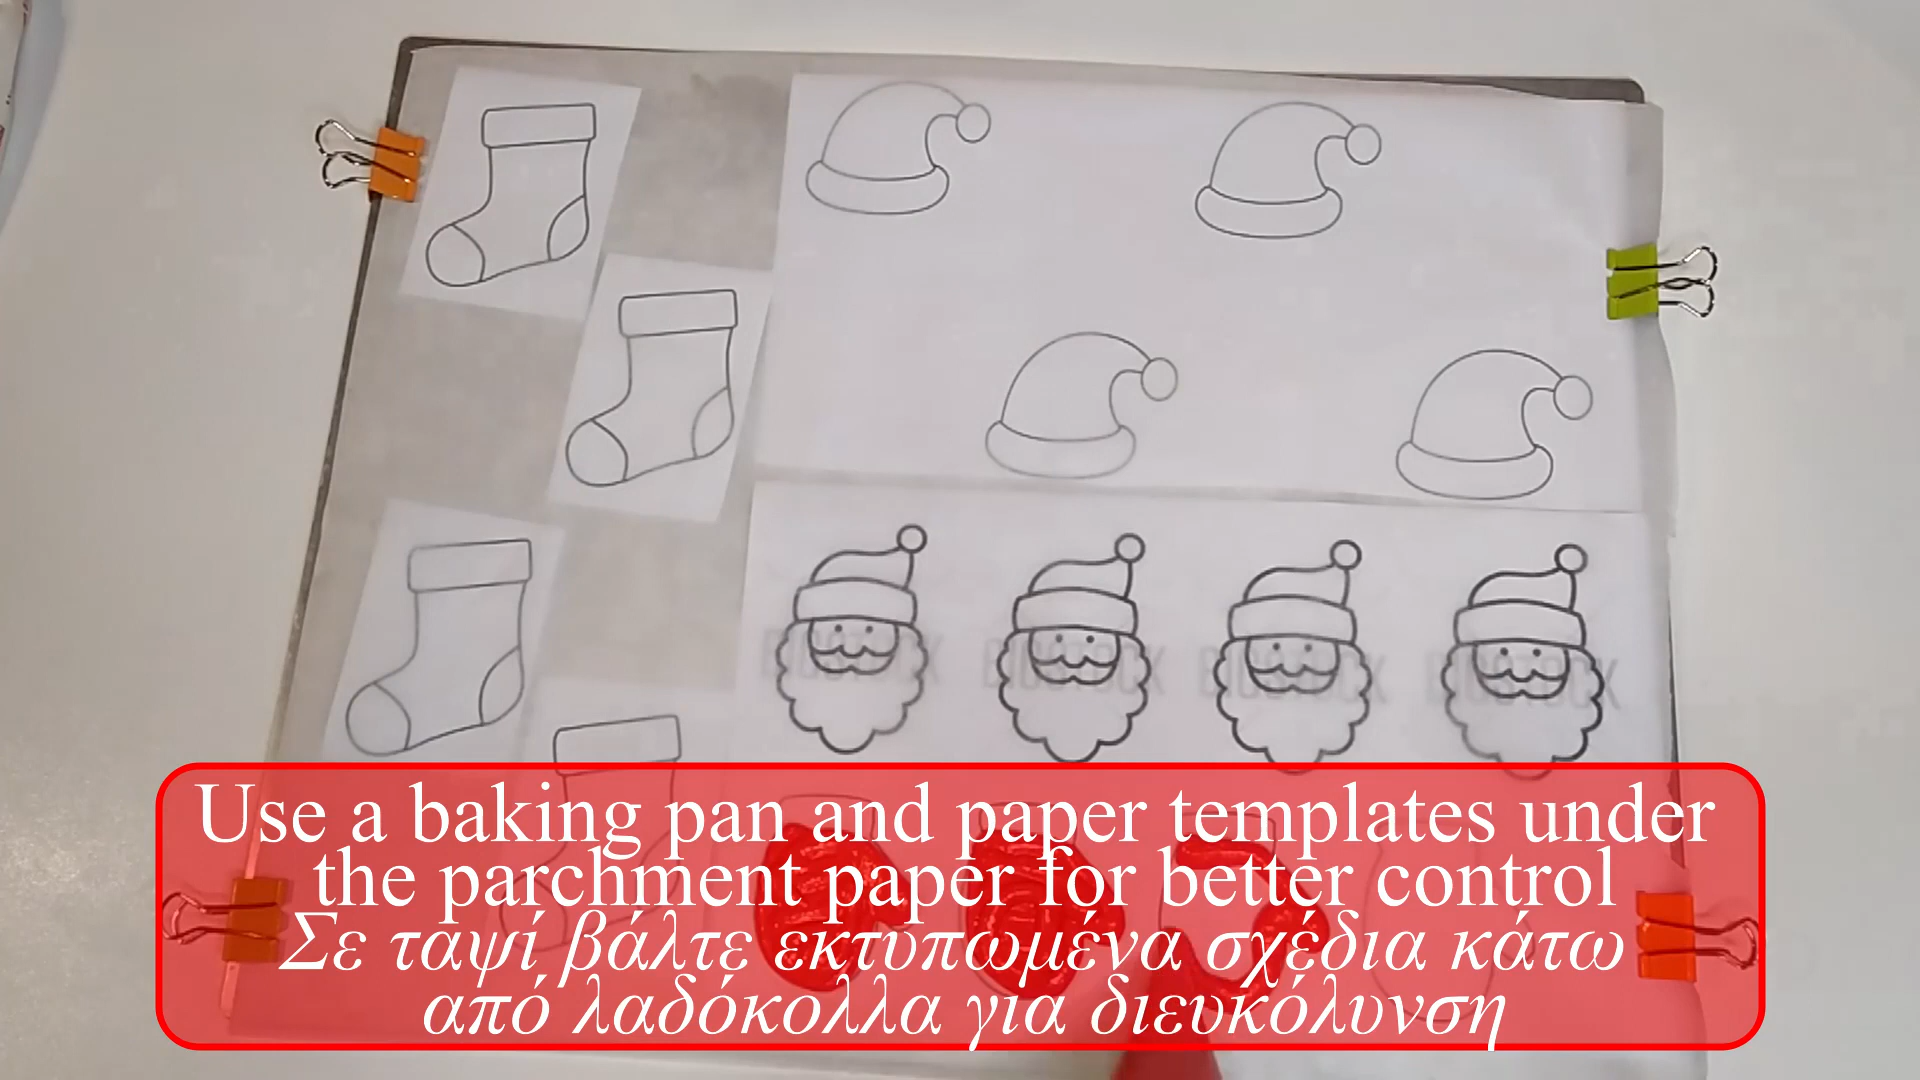 Use a baking pan and paper templates under
the parchment paper for better control
Σε ταψί βάλτε εκτυπωμένα σχέδια κάτω
από λαδόκολλα για διευκόλυνση